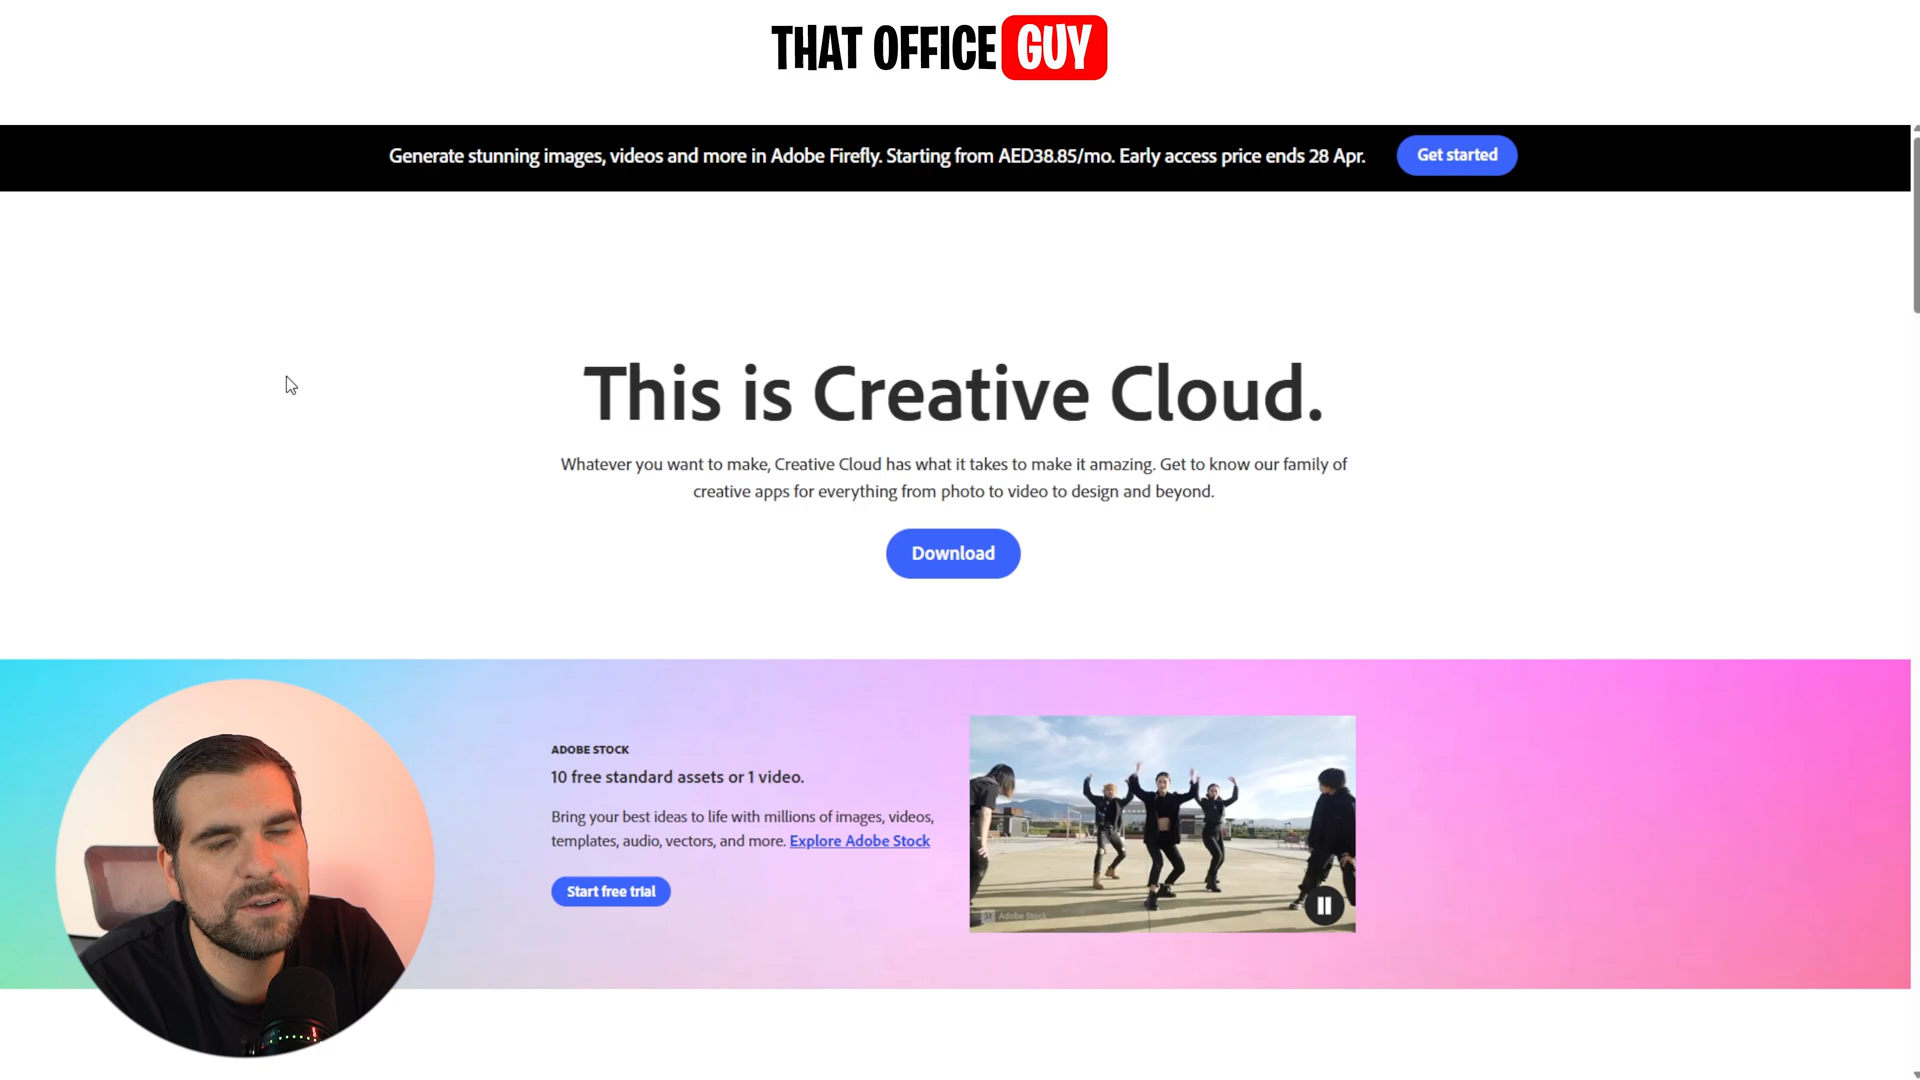 THAT OFFICE GUY
Generate stunning images, videos and more in Adobe Firefly. Starting from AED38.85/mo. Early access price ends 28 Apr.
Get started
This is Creative Cloud.
Whatever you want to make, Creative Cloud has what it takes to make it amazing. Get to know our family of
creative apps for everything from photo to video to design and beyond.
Download
ADOBE STOCK
10 free standard assets or 1 video.
Bring your best ideas to life with millions of images, videos,
templates, audio, vectors, and more. Explore Adobe Stock
Start free trial
St Adobe Stock